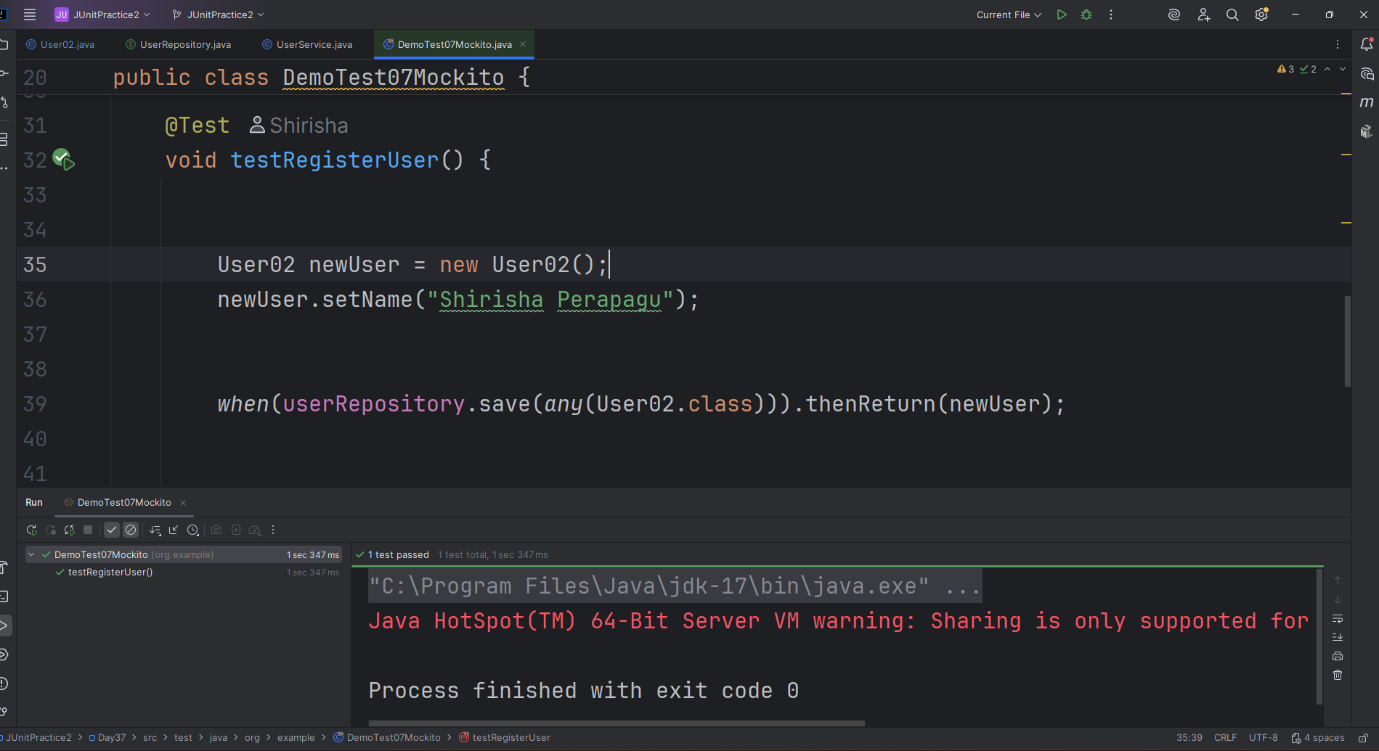 JU JUnitPractice2 JUnitPractice2 Current File
User02.java UserRepository.java UserService.java DemoTest07Mockito.java
20 public class DemoTest07Mockito { 3 2
31 @Test Shirisha
32 void testRegisterUser() {
33
34
35 User02 newUser = new User02();
36 newUser.setName("Shirisha Perapagu");
37
38
39 when(userRepository.save(any(User02.class))).thenReturn(newUser);
40
41
Run DemoTest07Mockito
DemoTest07Mockito (org.example) 1 sec 347 ms
testRegisterUser() 1 sec 347 ms
1 test passed 1 test total, 1 sec 347 ms
"C:\Program Files\Java\jdk-17\bin\java.exe" ...
Java HotSpot(TM) 64-Bit Server VM warning: Sharing is only supported for
Process finished with exit code 0
JUnitPractice2 > Day37 > src > test > java > org > example > DemoTest07Mockito > testRegisterUser 35:39 CRLF UTF-8 4 spaces